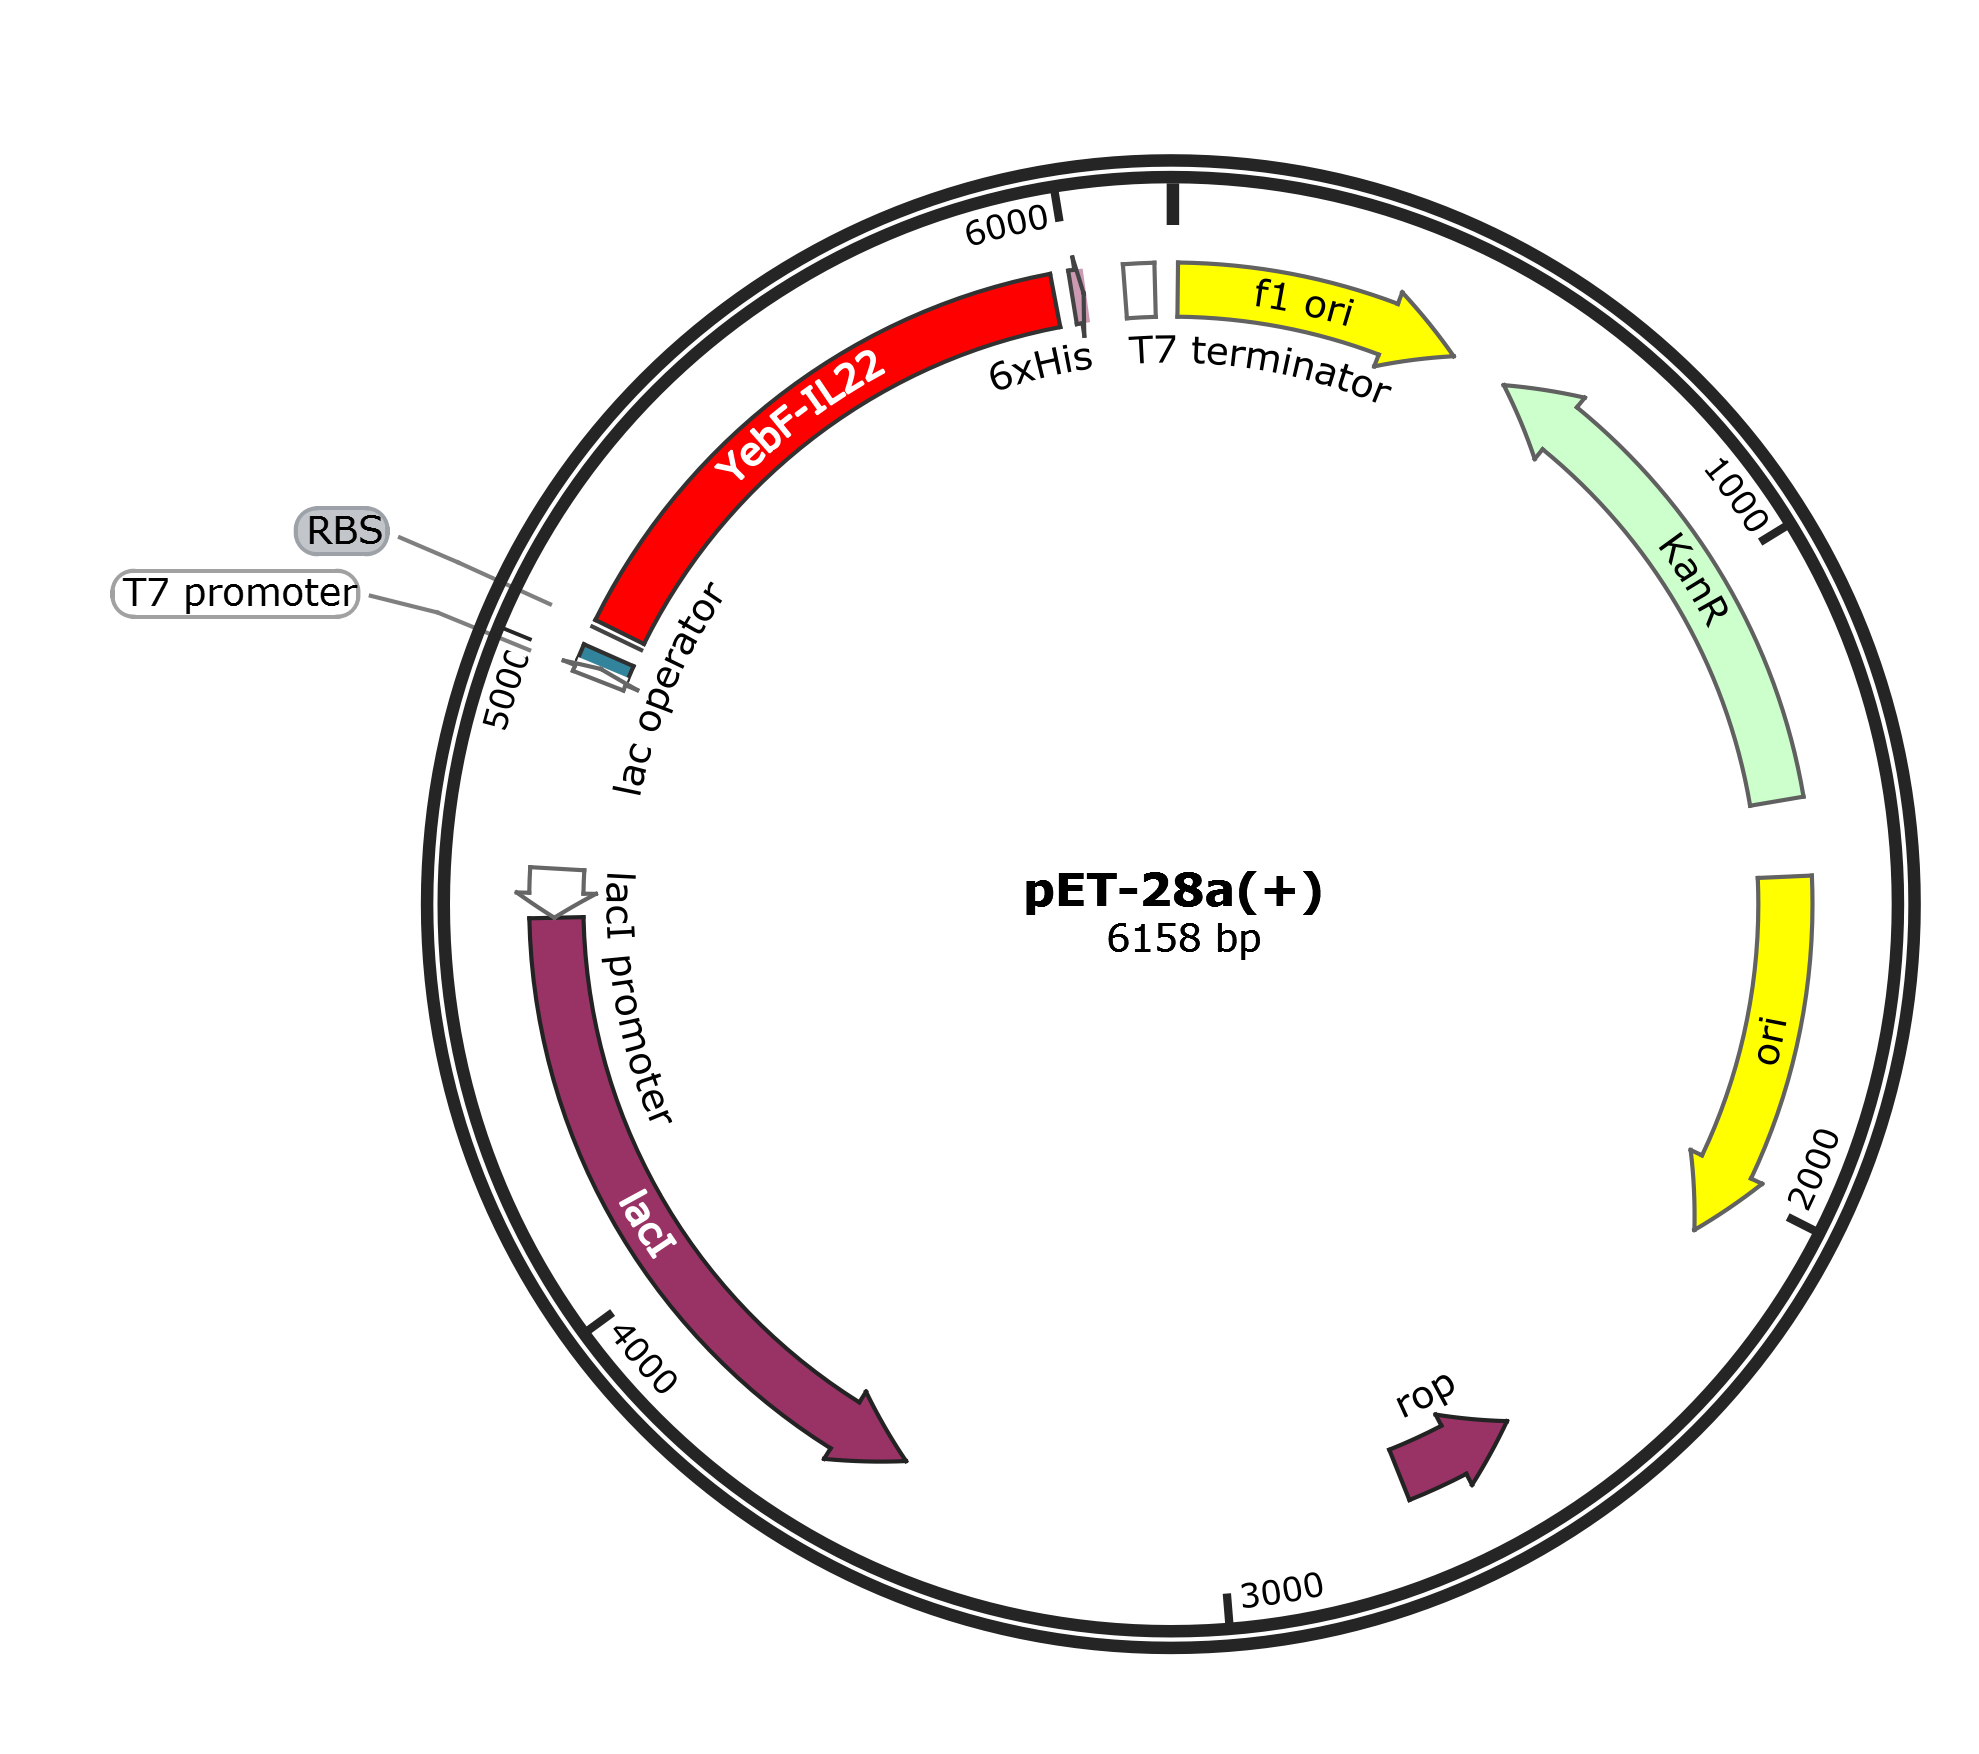 6000
f1 ori
6xHis
T7 terminator
YebF-IL22
1000
RBS
KanR
T7 promoter
lac operator
500C
pET-28a(+)
6158 bp
lacI promoter
ori
2000
lacI
4000
rop
3000